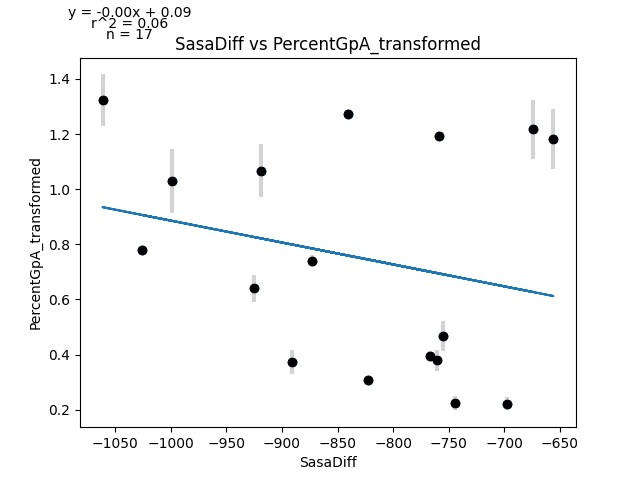 y = -0.00x + 0.09
r^2 = 0.06
n = 17
SasaDiff vs PercentGpA_transformed
PercentGpA_transformed
1.4
1.2
1.0
0.8
0.6
0.4
0.2
−1050 −1000 −950 −900 −850 −800 −750 −700 −650
SasaDiff